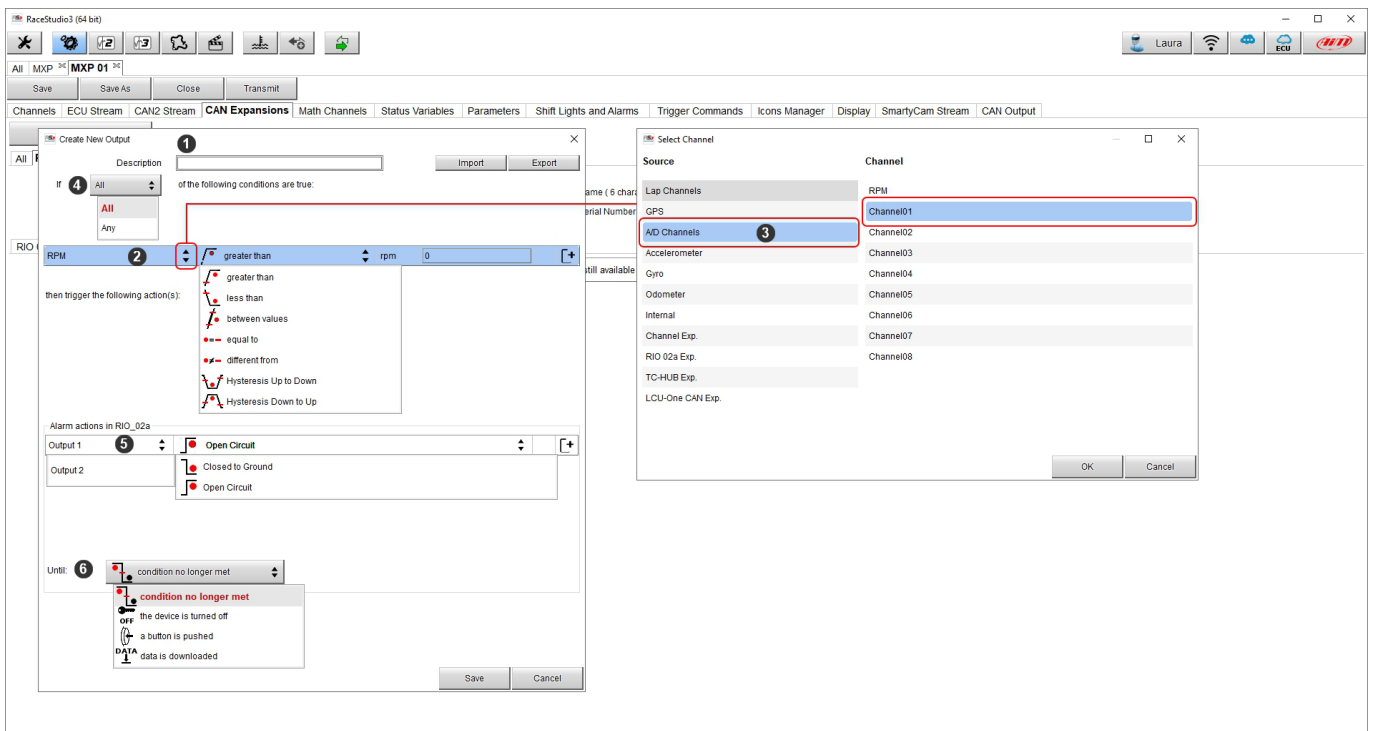 RaceStudio3 (64 bit)
Laura
ECU
AiM
All MXP MXP 01
Save Save As Close Transmit
Channels ECU Stream CAN2 Stream CAN Expansions Math Channels Status Variables Parameters Shift Lights and Alarms Trigger Commands Icons Manager Display SmartyCam Stream CAN Output
Create New Output
1
Description Import Export
All
If 4 All of the following conditions are true:
All
Any
ame ( 6 chara
erial Number
RIO
RPM 2 greater than rpm 0
greater than
still available
then trigger the following action(s):
less than
between values
equal to
different from
Hysteresis Up to Down
Hysteresis Down to Up
Alarm actions in RIO_02a
Output 1 5 Open Circuit
Output 2
Closed to Ground
Open Circuit
Until: 6 condition no longer met
condition no longer met
OFF the device is turned off
a button is pushed
DATA data is downloaded
Save Cancel
Select Channel
Source Channel
Lap Channels RPM
GPS Channel01
A/D Channels 3 Channel02
Accelerometer Channel03
Gyro Channel04
Odometer Channel05
Internal Channel06
Channel Exp. Channel07
RIO 02a Exp. Channel08
TC-HUB Exp.
LCU-One CAN Exp.
OK Cancel